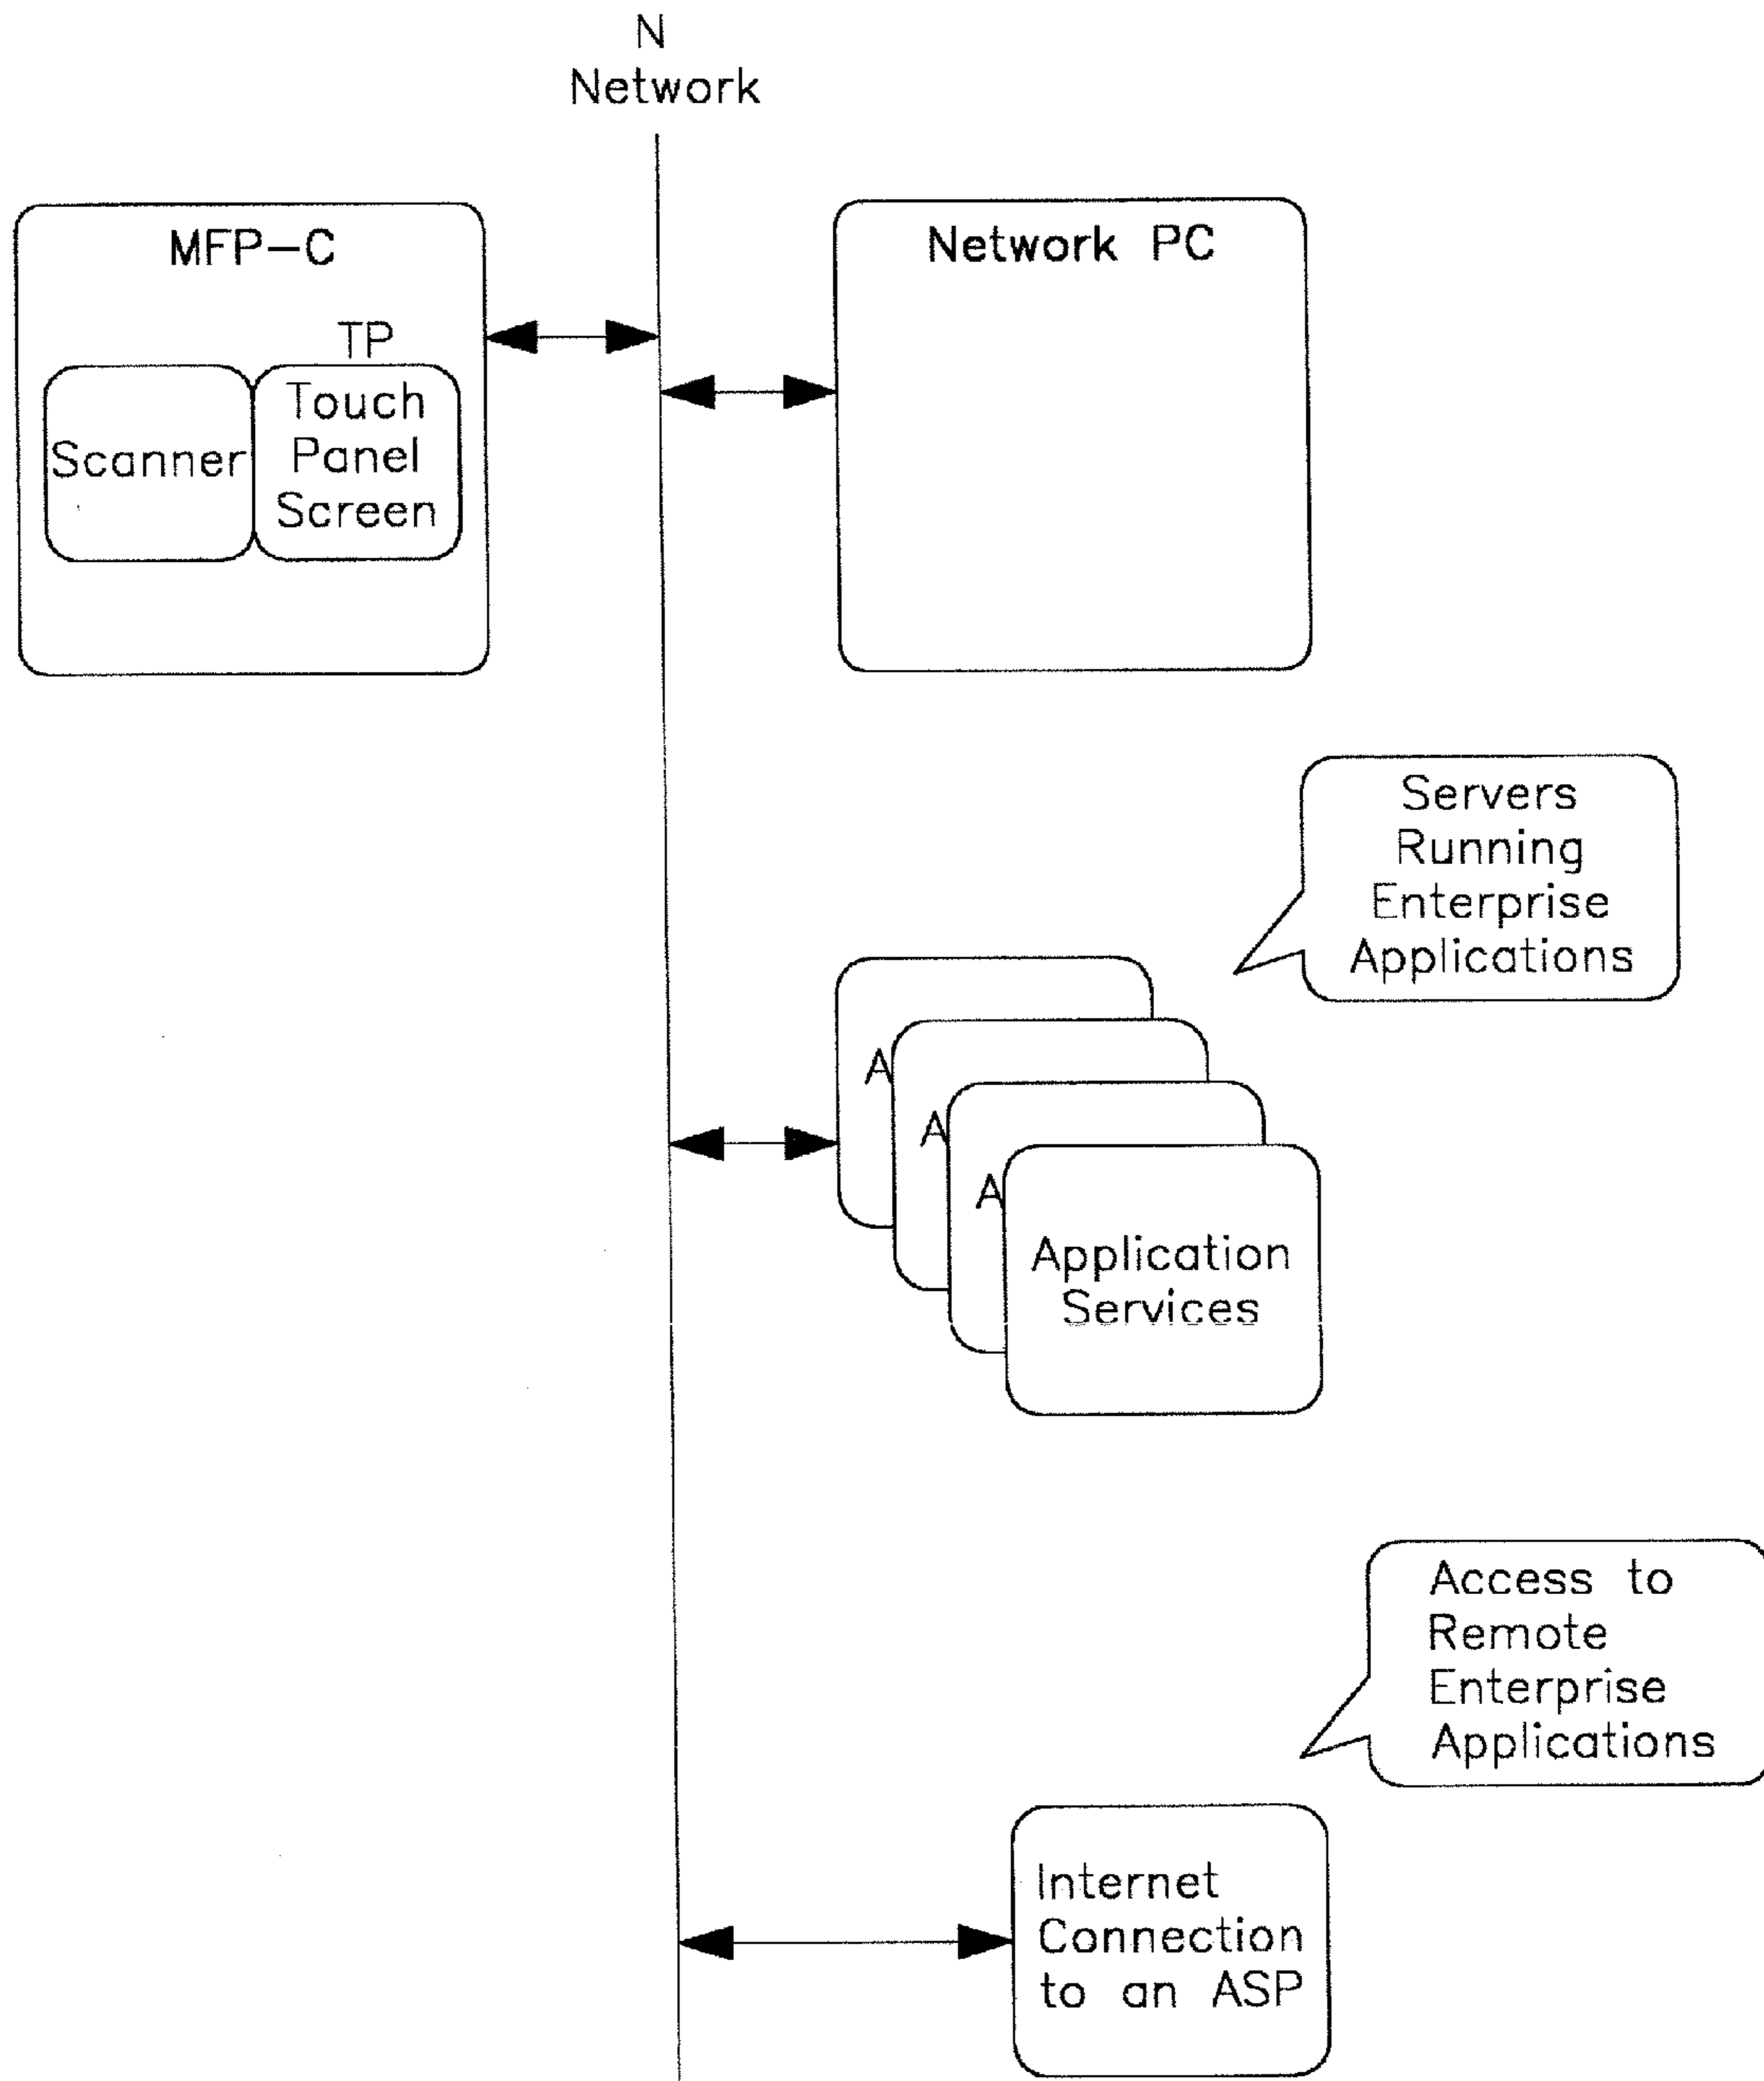 N
Network
MFP-C
TP
Scanner
Touch
Panel
Screen
Network PC
Servers
Running
Enterprise
Applications
A
A
A
Application
Services
Access to
Remote
Enterprise
Applications
Internet
Connection
to an ASP